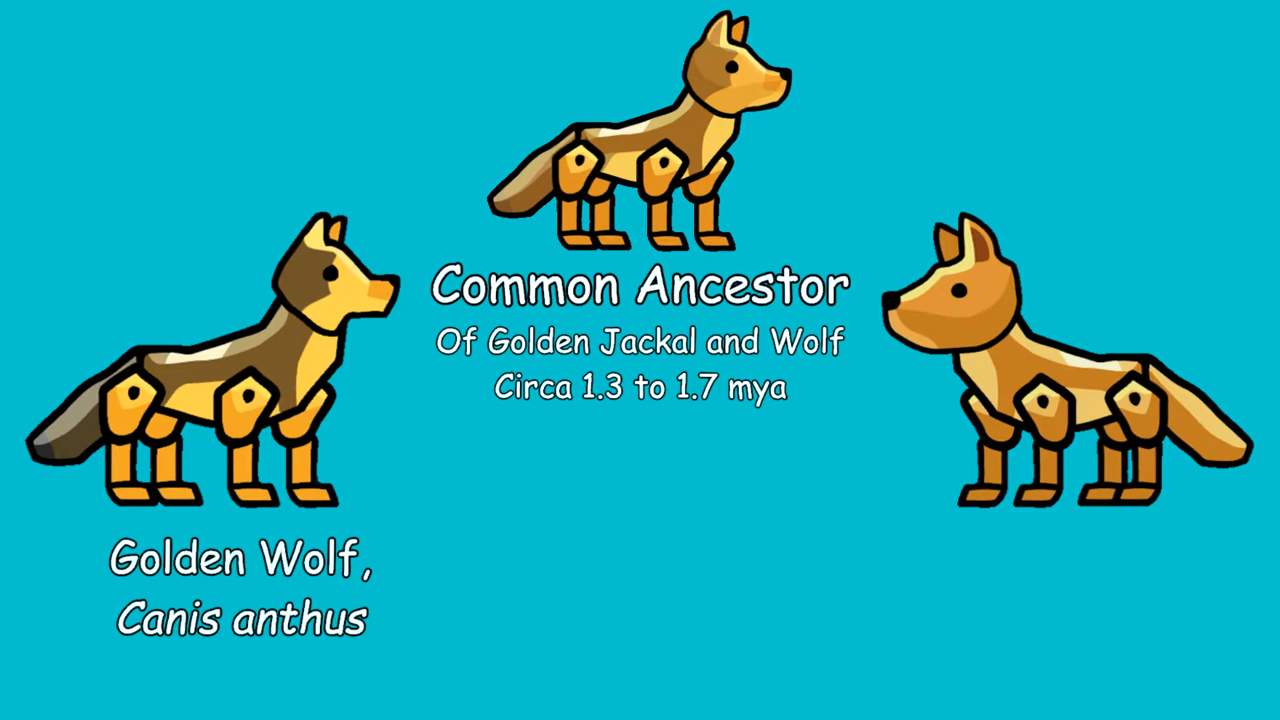 Common Ancestor
Of Golden Jackal and Wolf
Circa 1.3 to 1.7 mya
Golden Wolf,
Canis anthus